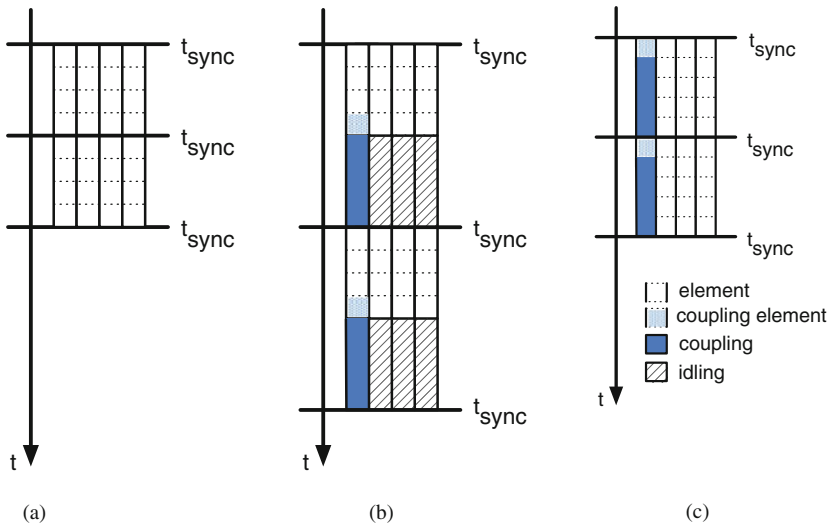 t_sync
t_sync
t_sync
t
(a)
t_sync
t_sync
t_sync
t
(b)
t_sync
t_sync
t_sync
element
coupling element
coupling
idling
t
(c)